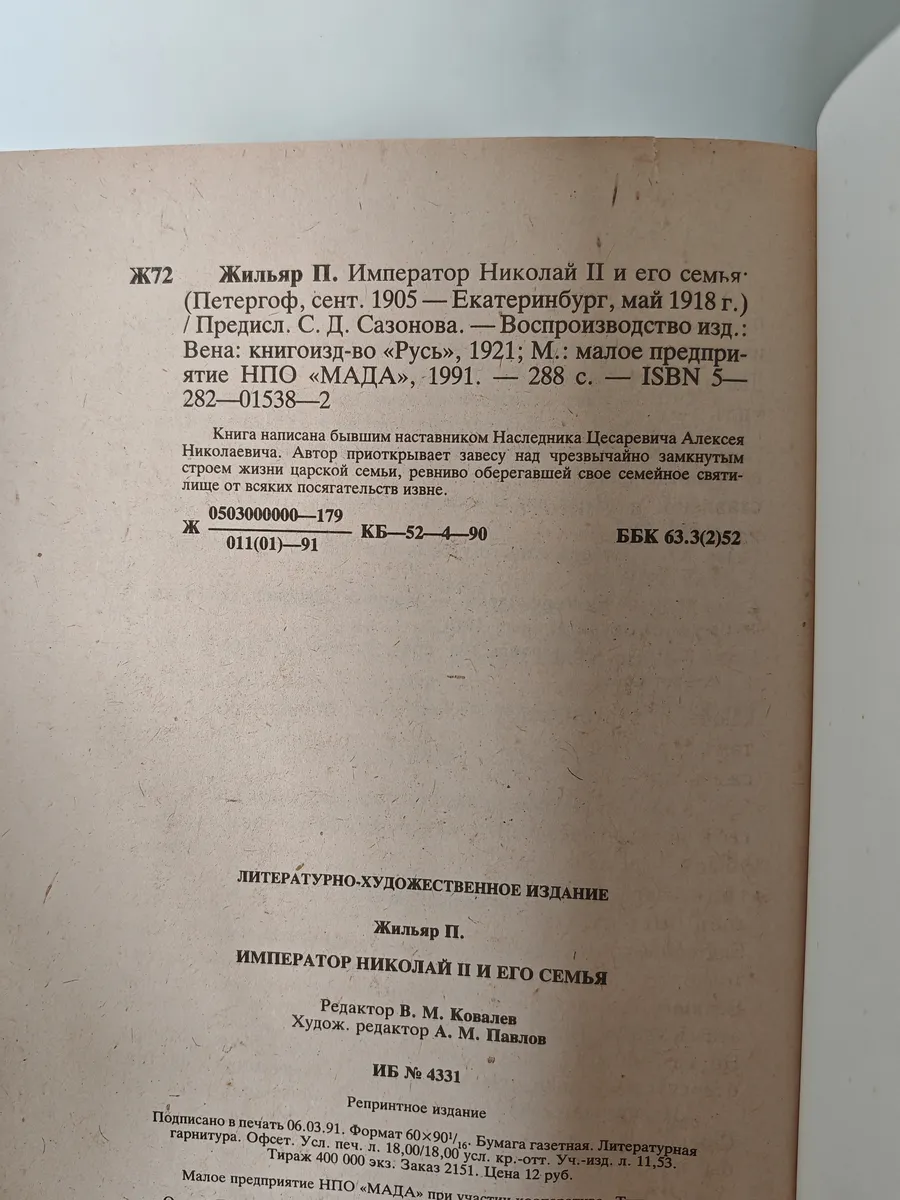 Ж72 Жильяр П. Император Николай II и его семья
(Петергоф, сент. 1905 — Екатеринбург, май 1918 г.)
/ Предисл. С. Д. Сазонова. — Воспроизводство изд.:
Вена: книгоизд-во «Русь», 1921; М.: малое предпри-
ятие НПО «МАДА», 1991. — 288 с. — ISBN 5—
282—01538—2
Книга написана бывшим наставником Наследника Цесаревича Алексея
Николаевича. Автор приоткрывает завесу над чрезвычайно замкнутым
строем жизни царской семьи, ревниво оберегавшей свое семейное святи-
лище от всяких посягательств извне.
Ж 0503000000—179 КБ—52—4—90
011(01)—91
ББК 63.3(2)52
ЛИТЕРАТУРНО-ХУДОЖЕСТВЕННОЕ ИЗДАНИЕ
Жильяр П.
ИМПЕРАТОР НИКОЛАЙ II И ЕГО СЕМЬЯ
Редактор В. М. Ковалев
Худож. редактор А. М. Павлов
ИБ № 4331
Репринтное издание
Подписано в печать 06.03.91. Формат 60×90 1/16. Бумага газетная. Литературная
гарнитура. Офсет. Усл. печ. л. 18,00/18,00 усл. кр.-отт. Уч.-изд. л. 11,53.
Тираж 400 000 экз. Заказ 2151. Цена 12 руб.
Малое предприятие НПО «МАДА» при участии